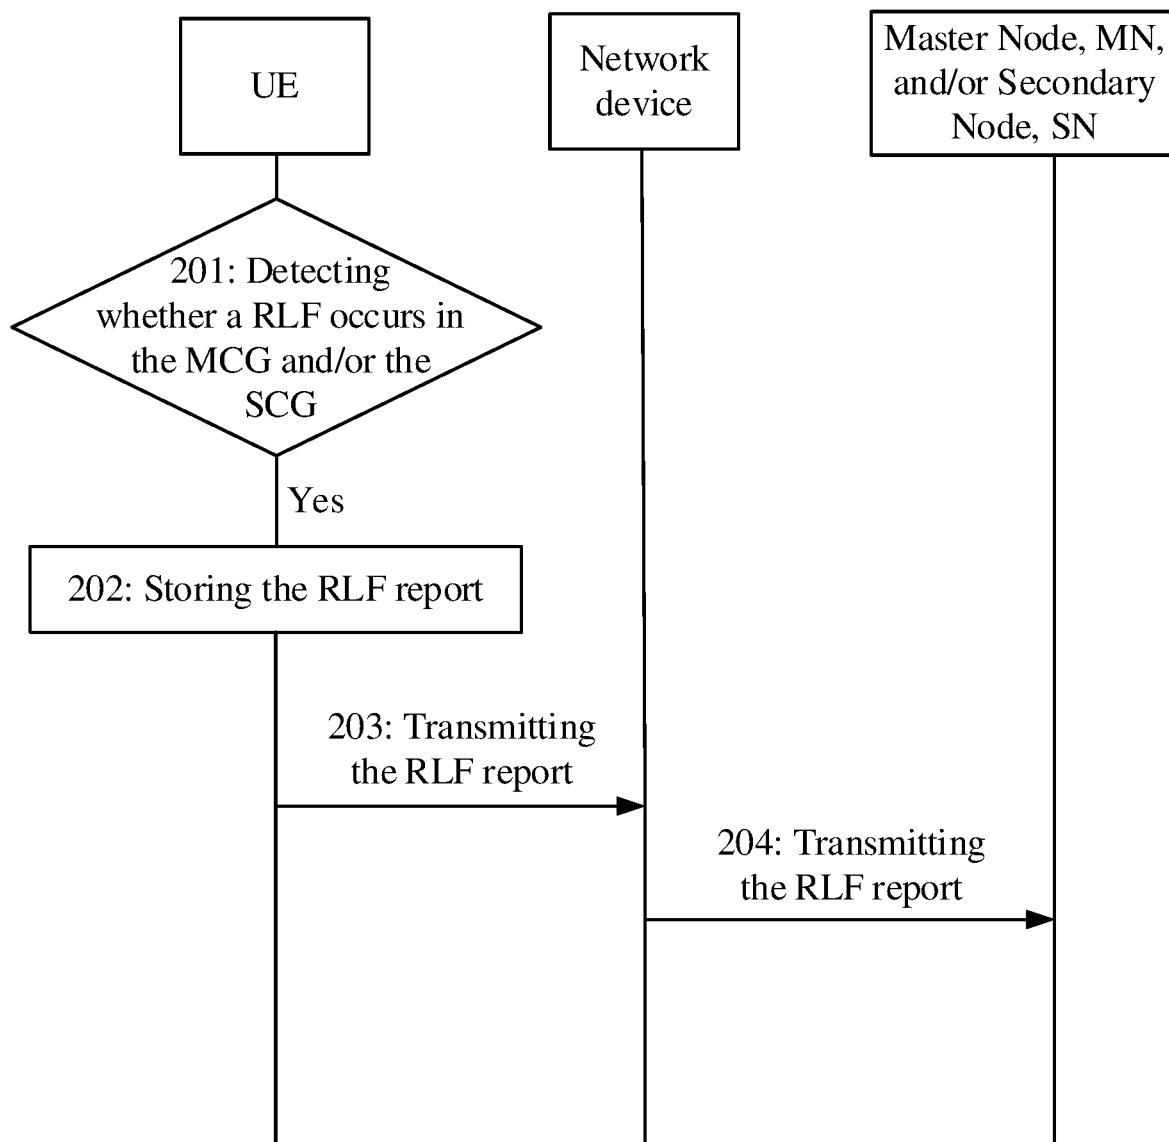 UE
Network
device
Master Node, MN,
and/or Secondary
Node, SN
201: Detecting
whether a RLF occurs in
the MCG and/or the
SCG
Yes
202: Storing the RLF report
203: Transmitting
the RLF report
204: Transmitting
the RLF report